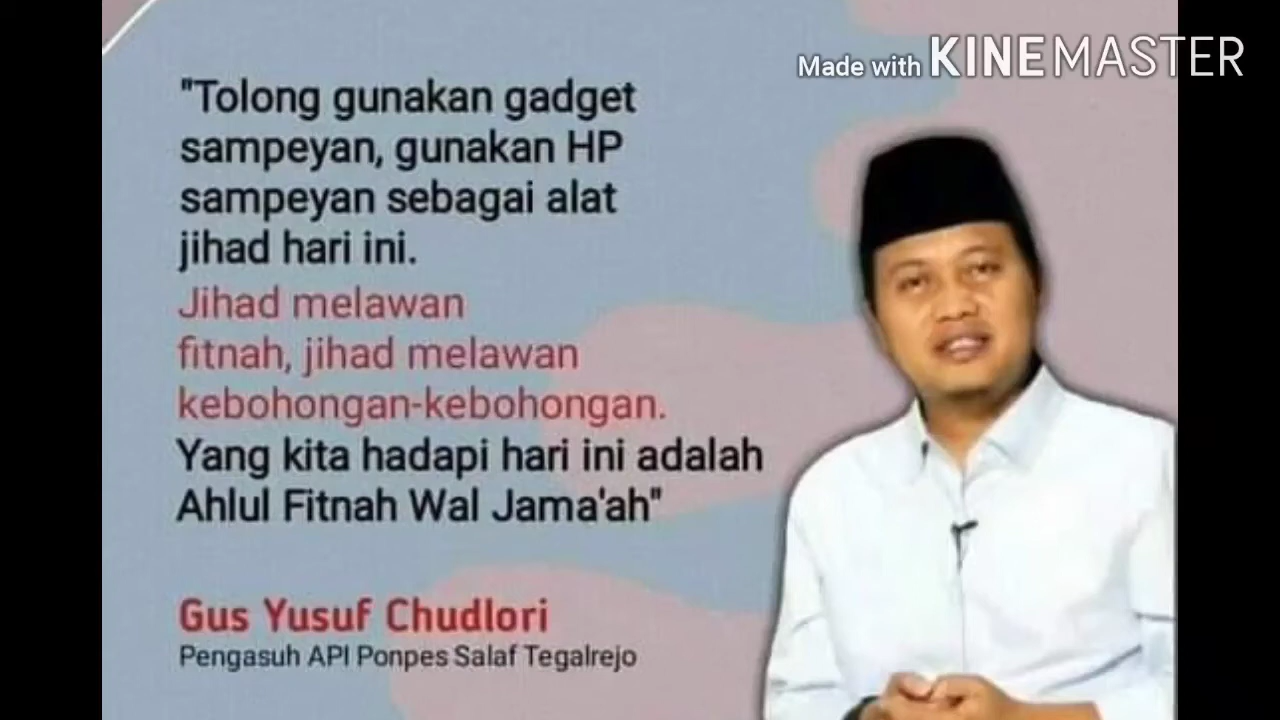 Made with KINEMASTER
"Tolong gunakan gadget
sampeyan, gunakan HP
sampeyan sebagai alat
jihad hari ini.
Jihad melawan
fitnah, jihad melawan
kebohongan-kebohongan.
Yang kita hadapi hari ini adalah
Ahlul Fitnah Wal Jama'ah"
Gus Yusuf Chudlori
Pengasuh API Ponpes Salaf Tegalrejo